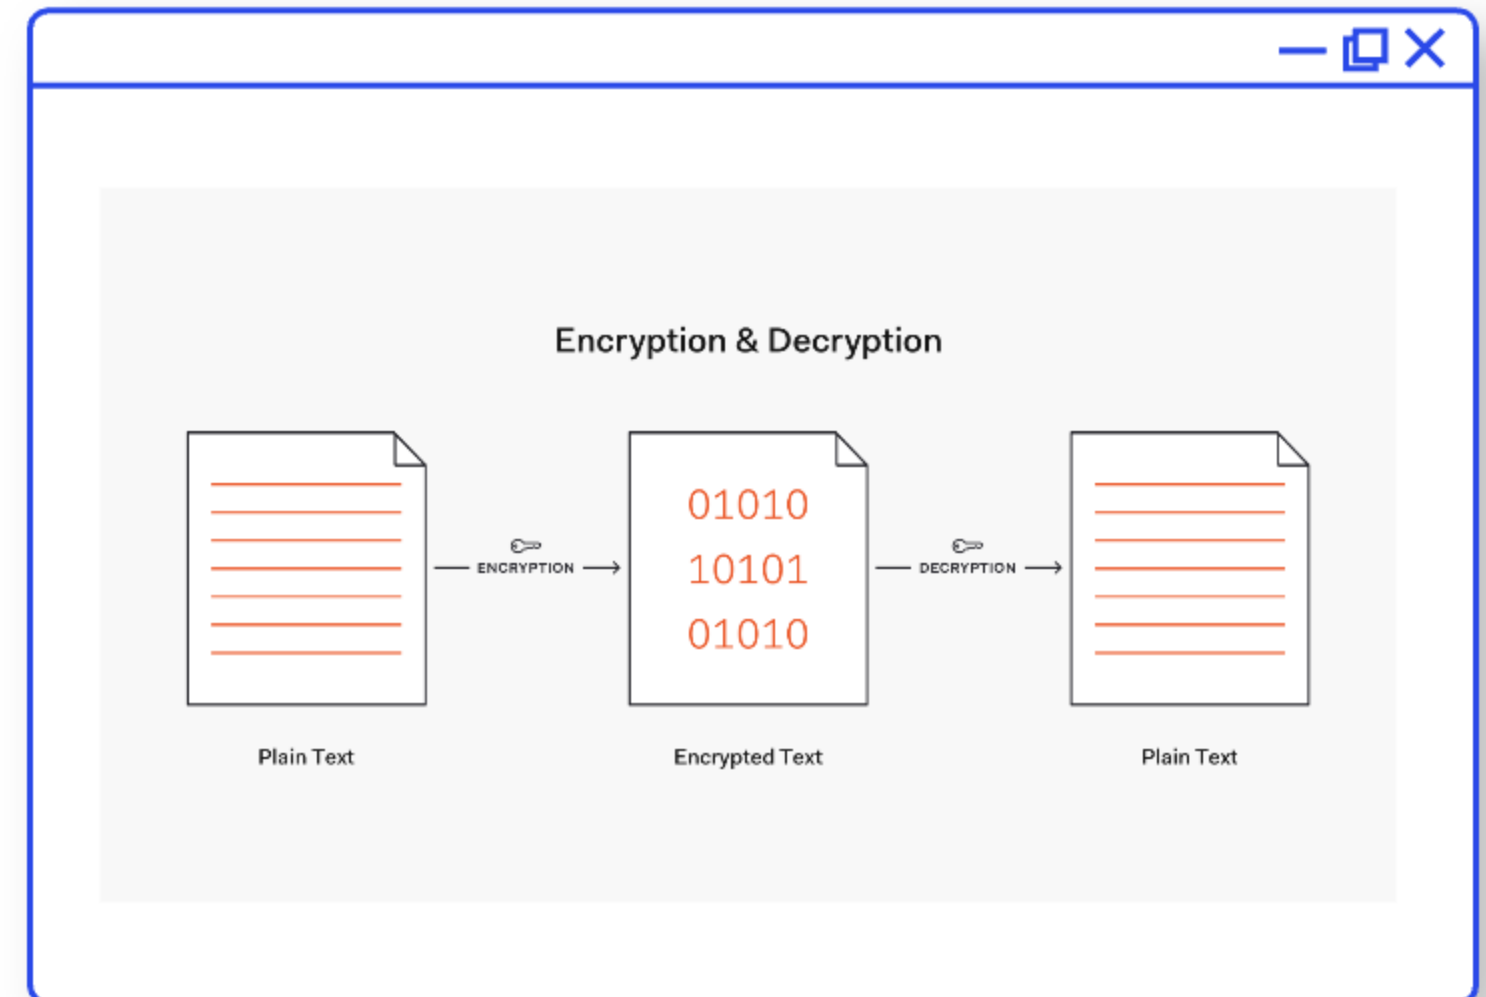 Encryption & Decryption
01010
10101
01010
ENCRYPTION
DECRYPTION
Plain Text
Encrypted Text
Plain Text